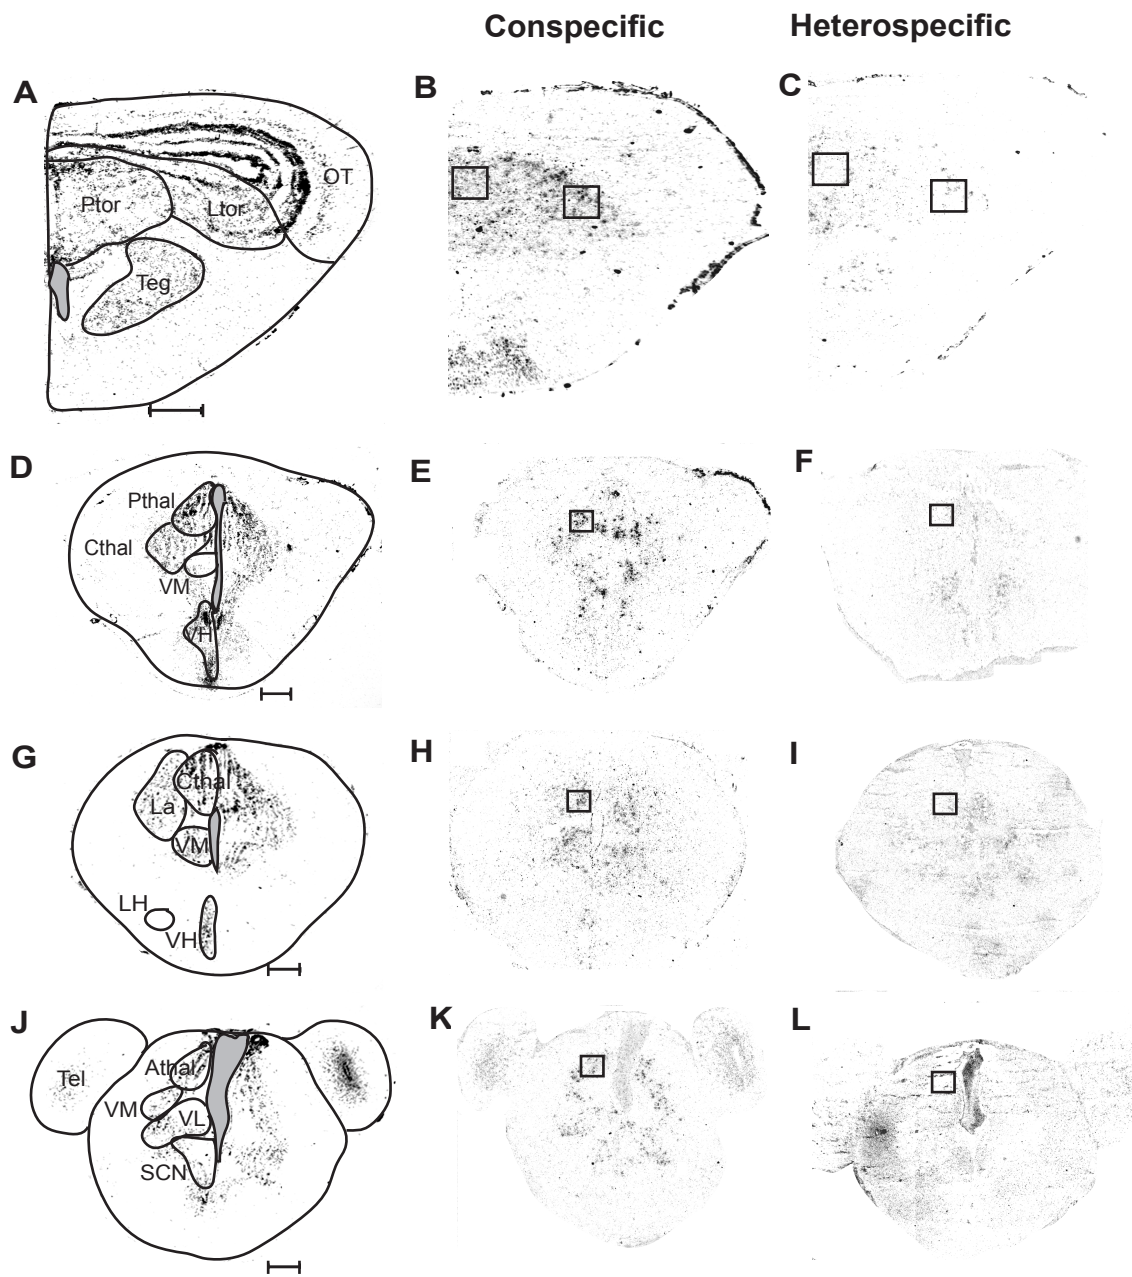 Conspecific Heterospecific
A B C
OT
Ptor Ltor
Teg
D E F
Pthal
Cthal
VM
VH
G H I
Cthal
La
VM
LH
VH
J K L
Athal
Tel
VM
VL
SCN